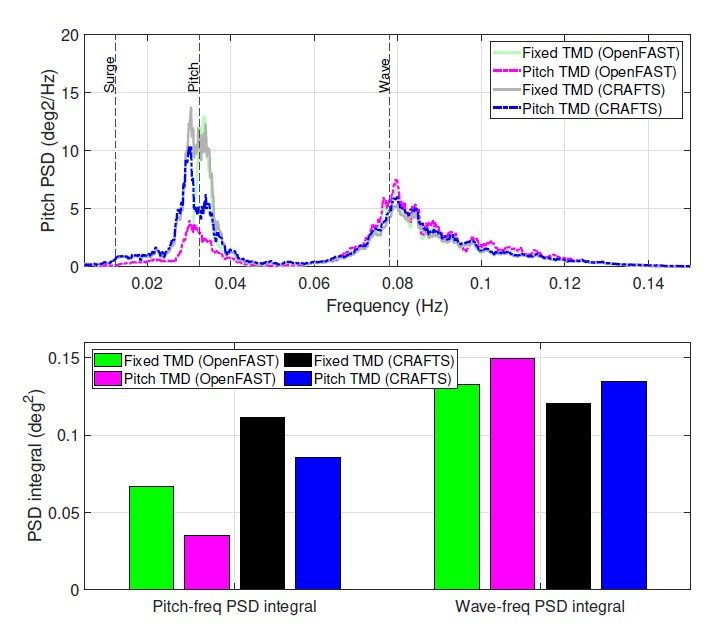 20
15
10
5
0
Pitch PSD (deg2/Hz)
Surge
Pitch
Wave
Fixed TMD (OpenFAST)
Pitch TMD (OpenFAST)
Fixed TMD (CRAFTS)
Pitch TMD (CRAFTS)
0.02 0.04 0.06 0.08 0.1 0.12 0.14
Frequency (Hz)
0.15
0.1
0.05
0
PSD integral (deg²)
Fixed TMD (OpenFAST) Fixed TMD (CRAFTS)
Pitch TMD (OpenFAST) Pitch TMD (CRAFTS)
Pitch-freq PSD integral Wave-freq PSD integral